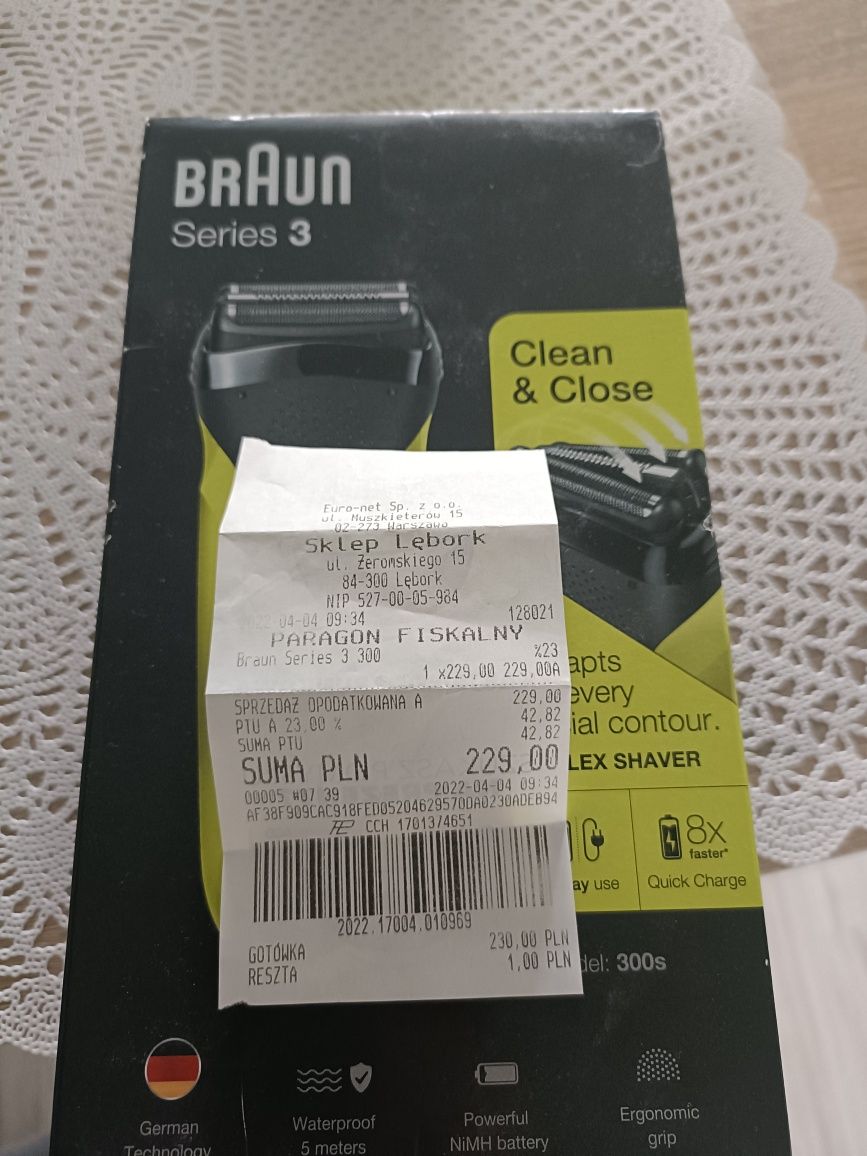 BRAUN
Series 3
Clean
& Close
Euro-net Sp. z o.o.
ul. Muszkieterów 15
02-273 Warszawa
Sklep Lębork
ul. Żeromskiego 15
84-300 Lębork
NIP 527-00-05-984
2022-04-04 09:34 128021
PARAGON FISKALNY
Braun Series 3 300 %23
1 x229,00 229,00A
SPRZEDAŻ OPODATKOWANA A 229,00
PTU A 23,00 % 42,82
SUMA PTU 42,82
SUMA PLN 229,00
00005 #07 39 2022-04-04 09:34
AF38F909CAC918FED05204629570DA0230ADEB94
CCH 1701374651
2022.17004.010969
GOTÓWKA 230,00 PLN
RESZTA 1,00 PLN
apts
every
ial contour.
LEX SHAVER
ay use
8x
faster*
Quick Charge
del: 300s
German
Technology
Waterproof
5 meters
Powerful
NiMH battery
Ergonomic
grip